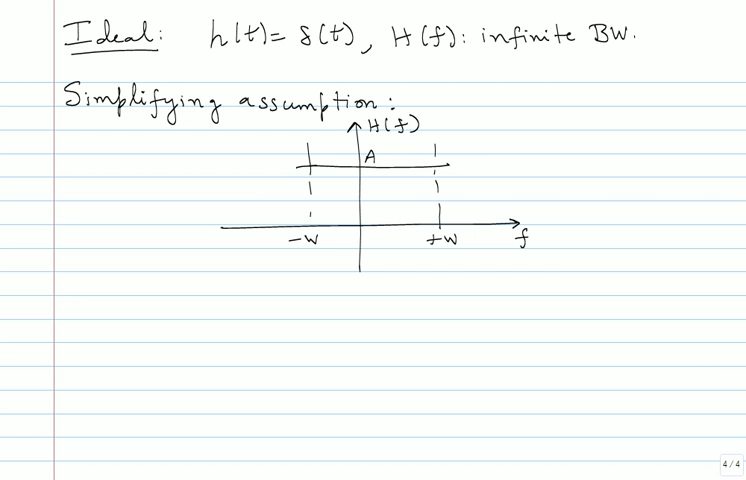 Ideal: h(t) = δ(t), H(f): infinite BW.
Simplifying assumption:
H(f)
A
-W +W f
4/4